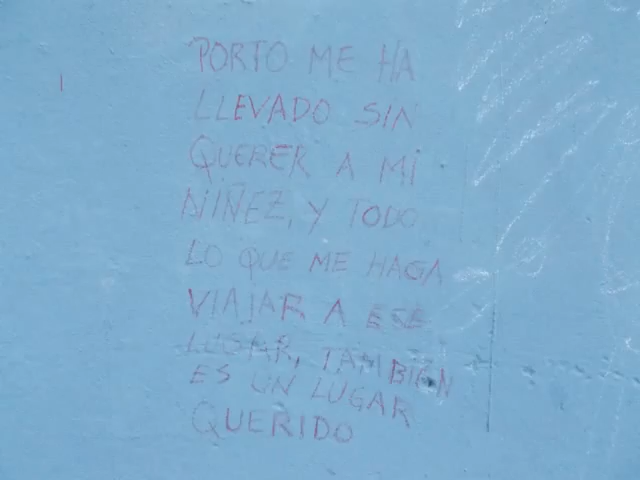 PORTO ME HA
LLEVADO SIN
QUERER A MI
NIÑEZ, Y TODO
LO QUE ME HAGA
VIAJAR A ESE
LUGAR, TAMBIÉN
ES UN LUGAR
QUERIDO